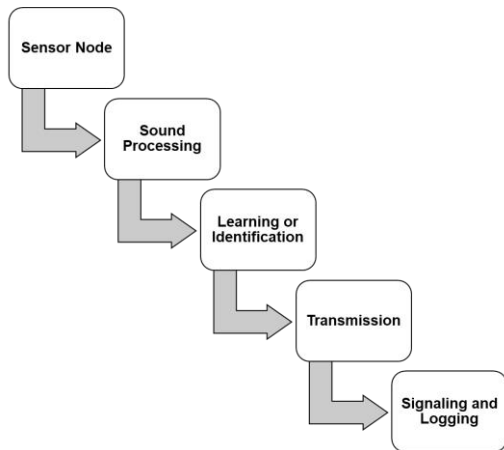 Sensor Node
Sound
Processing
Learning or
Identification
Transmission
Signaling and
Logging